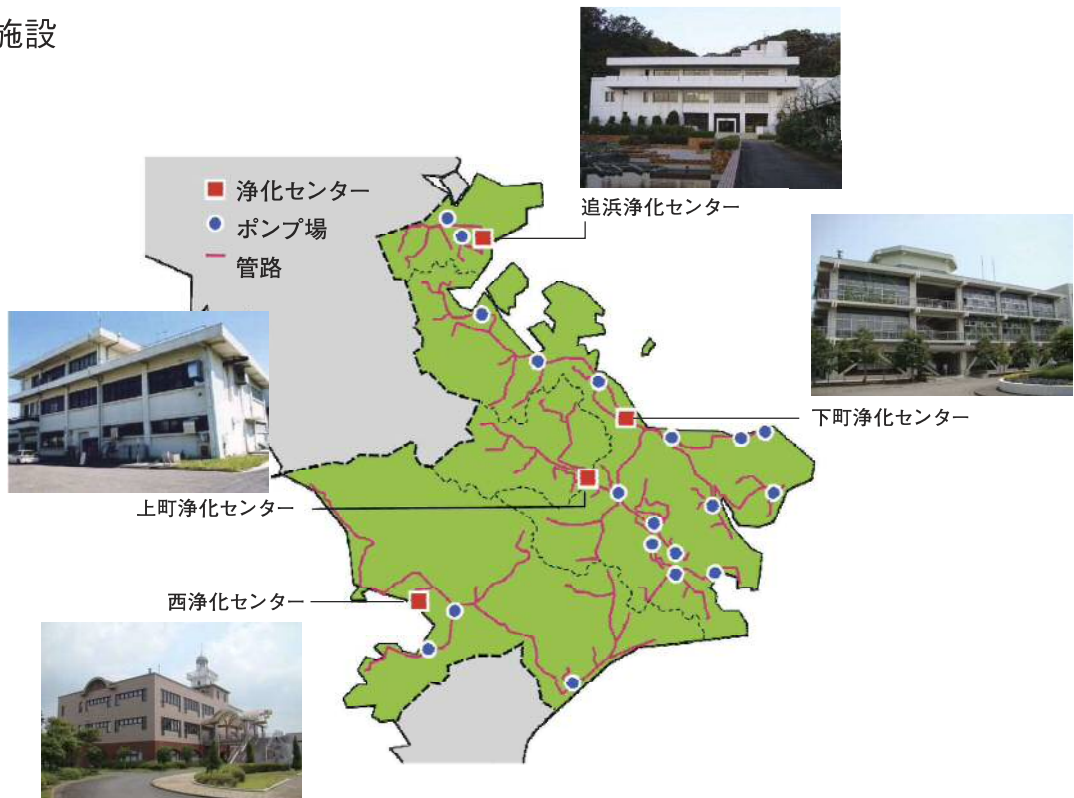 施設
浄化センター
ポンプ場
管路
追浜浄化センター
下町浄化センター
上町浄化センター
西浄化センター